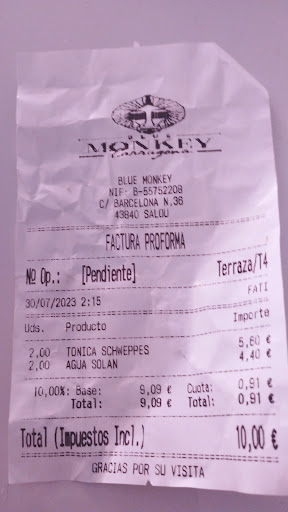 BLUE
MONKEY
Tarragona
BLUE MONKEY
NIF: B-55752208
C/ BARCELONA N.36
43840 SALOU
FACTURA PROFORMA
Nº Op.: [Pendiente] Terraza/T4
30/07/2023 2:15 FATI
Uds. Producto Importe
2,00 TONICA SCHWEPPES 5,60 €
2,00 AGUA SOLAN 4,40 €
10,00%: Base: 9,09 € Cuota: 0,91 €
Total: 9,09 € Total: 0,91 €
Total (Impuestos Incl.) 10,00 €
GRACIAS POR SU VISITA